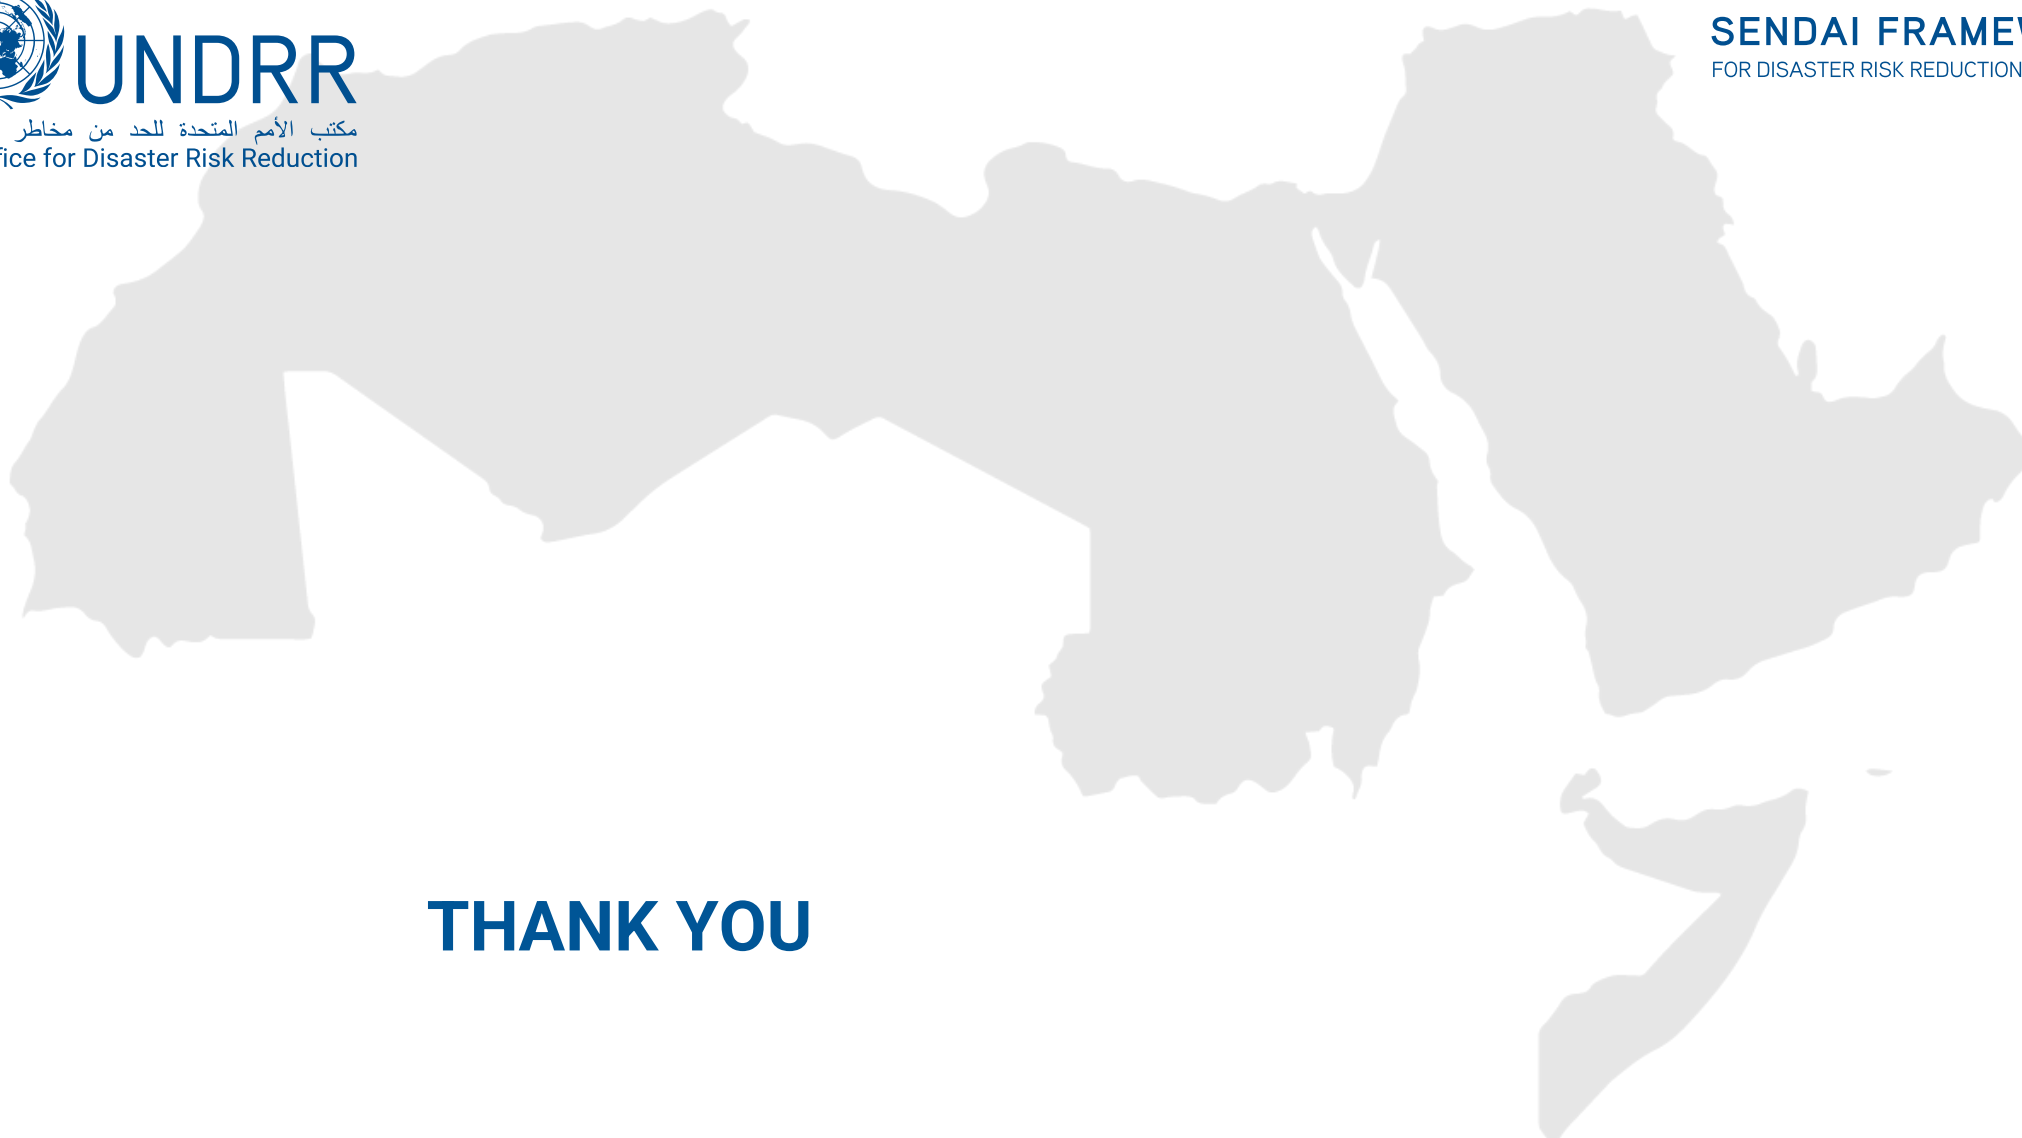 UNDRR
مكتب الأمم المتحدة للحد من مخاطر
fice for Disaster Risk Reduction
SENDAI FRAME
FOR DISASTER RISK REDUCTION
THANK YOU